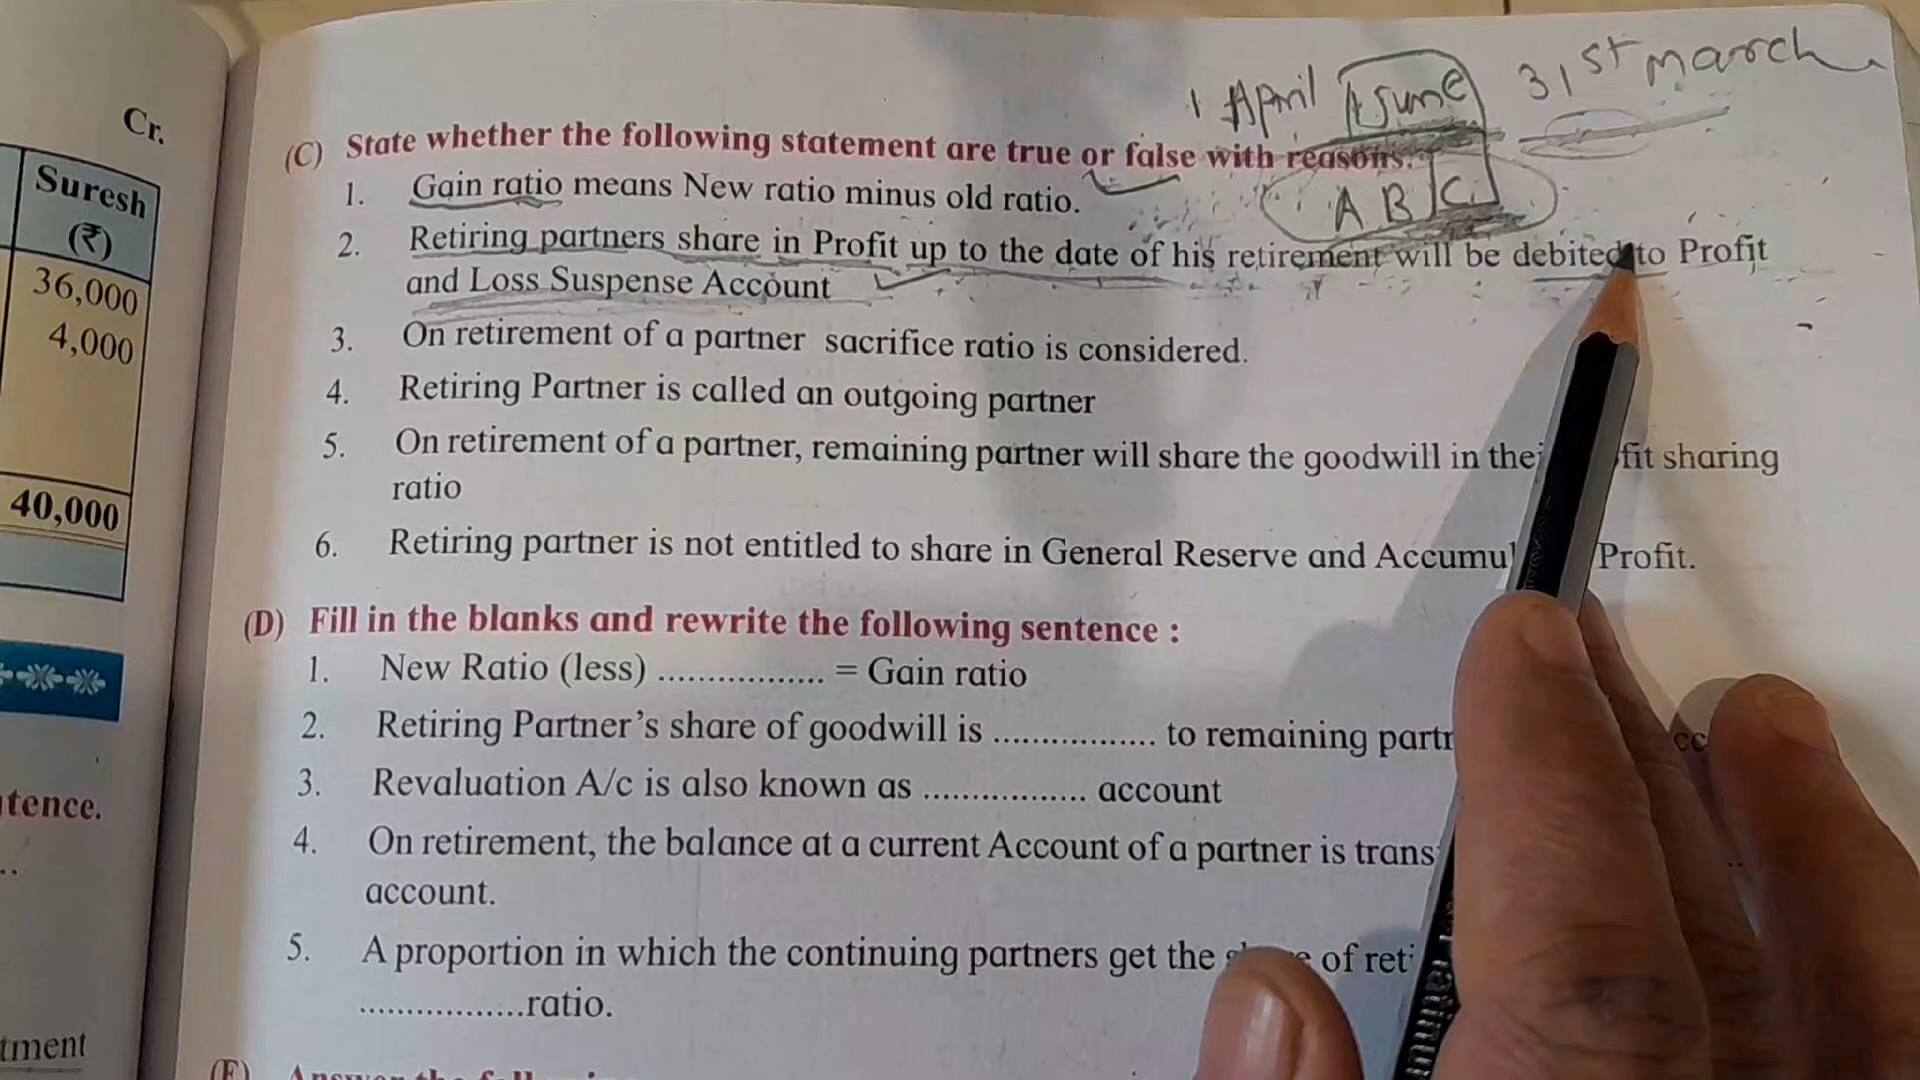 Cr.
Suresh
(₹)
36,000
4,000
40,000
tence.
..
tment
1 April 1 June 31st march
(C) State whether the following statement are true or false with reasons.
A B C
1. Gain ratio means New ratio minus old ratio.
2. Retiring partners share in Profit up to the date of his retirement will be debited to Profit
and Loss Suspense Account
3. On retirement of a partner sacrifice ratio is considered.
4. Retiring Partner is called an outgoing partner
5. On retirement of a partner, remaining partner will share the goodwill in fit sharing
ratio
6. Retiring partner is not entitled to share in General Reserve and Accumul Profit.
(D) Fill in the blanks and rewrite the following sentence :
1. New Ratio (less) ................. = Gain ratio
2. Retiring Partner's share of goodwill is ................. to remaining partr cc
3. Revaluation A/c is also known as ................. account
4. On retirement, the balance at a current Account of a partner is trans ..
account.
5. A proportion in which the continuing partners get the of reti
.................ratio.
(E)